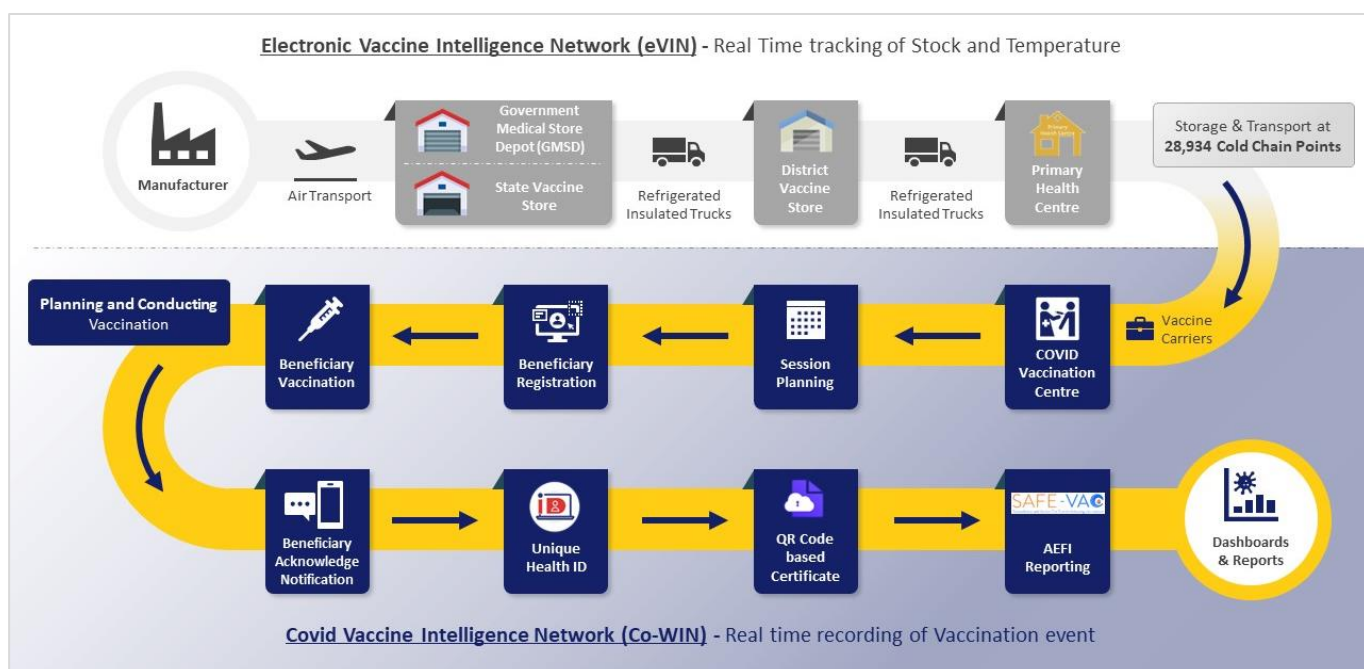 Electronic Vaccine Intelligence Network (eVIN) - Real Time tracking of Stock and Temperature
Manufacturer
Air Transport
Government
Medical Store
Depot (GMSD)
State Vaccine
Store
Refrigerated
Insulated Trucks
District
Vaccine
Store
Refrigerated
Insulated Trucks
Primary
Health Centre
Primary
Health
Centre
Storage & Transport at
28,934 Cold Chain Points
Planning and Conducting
Vaccination
Beneficiary
Vaccination
Beneficiary
Registration
Session
Planning
COVID
Vaccination
Centre
Vaccine
Carriers
Beneficiary
Acknowledge
Notification
iD
Unique
Health ID
QR Code
based
Certificate
SAFE-VAC
AEFI
Reporting
Dashboards
& Reports
Covid Vaccine Intelligence Network (Co-WIN) - Real time recording of Vaccination event